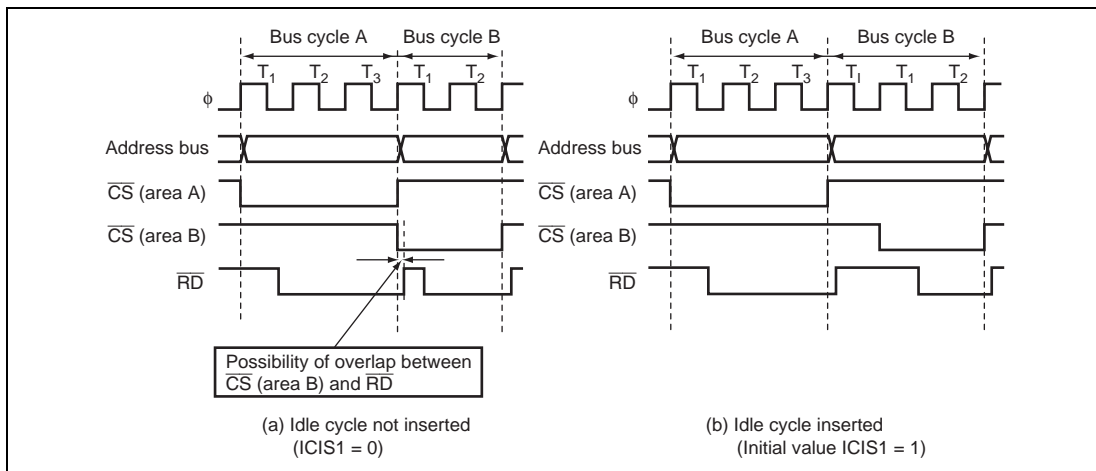 Bus cycle A Bus cycle B
T1 T2 T3 T1 T2
φ
Address bus
CS (area A)
CS (area B)
RD
Possibility of overlap between
CS (area B) and RD
(a) Idle cycle not inserted
(ICIS1 = 0)
Bus cycle A Bus cycle B
T1 T2 T3 TI T1 T2
φ
Address bus
CS (area A)
CS (area B)
RD
(b) Idle cycle inserted
(Initial value ICIS1 = 1)